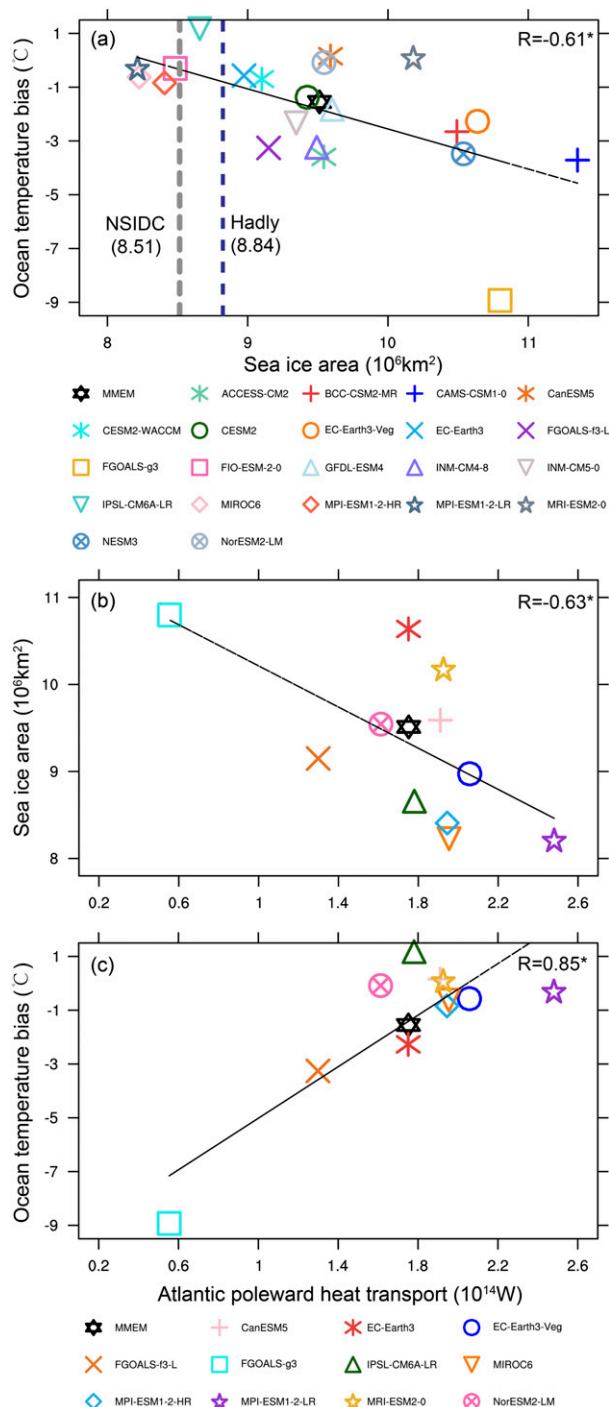 (a)
R=-0.61*
1
-1
-3
-5
-7
-9
Ocean temperature bias (℃)
NSIDC
(8.51)
Hadly
(8.84)
8 9 10 11
Sea ice area (10⁶km²)
MMEM ACCESS-CM2 BCC-CSM2-MR CAMS-CSM1-0 CanESM5
CESM2-WACCM CESM2 EC-Earth3-Veg EC-Earth3 FGOALS-f3-L
FGOALS-g3 FIO-ESM-2-0 GFDL-ESM4 INM-CM4-8 INM-CM5-0
IPSL-CM6A-LR MIROC6 MPI-ESM1-2-HR MPI-ESM1-2-LR MRI-ESM2-0
NESM3 NorESM2-LM
(b)
R=-0.63*
11
10
9
8
Sea ice area (10⁶km²)
0.2 0.6 1 1.4 1.8 2.2 2.6
(c)
R=0.85*
1
-1
-3
-5
-7
-9
Ocean temperature bias (℃)
0.2 0.6 1 1.4 1.8 2.2 2.6
Atlantic poleward heat transport (10¹⁴W)
MMEM CanESM5 EC-Earth3 EC-Earth3-Veg
FGOALS-f3-L FGOALS-g3 IPSL-CM6A-LR MIROC6
MPI-ESM1-2-HR MPI-ESM1-2-LR MRI-ESM2-0 NorESM2-LM